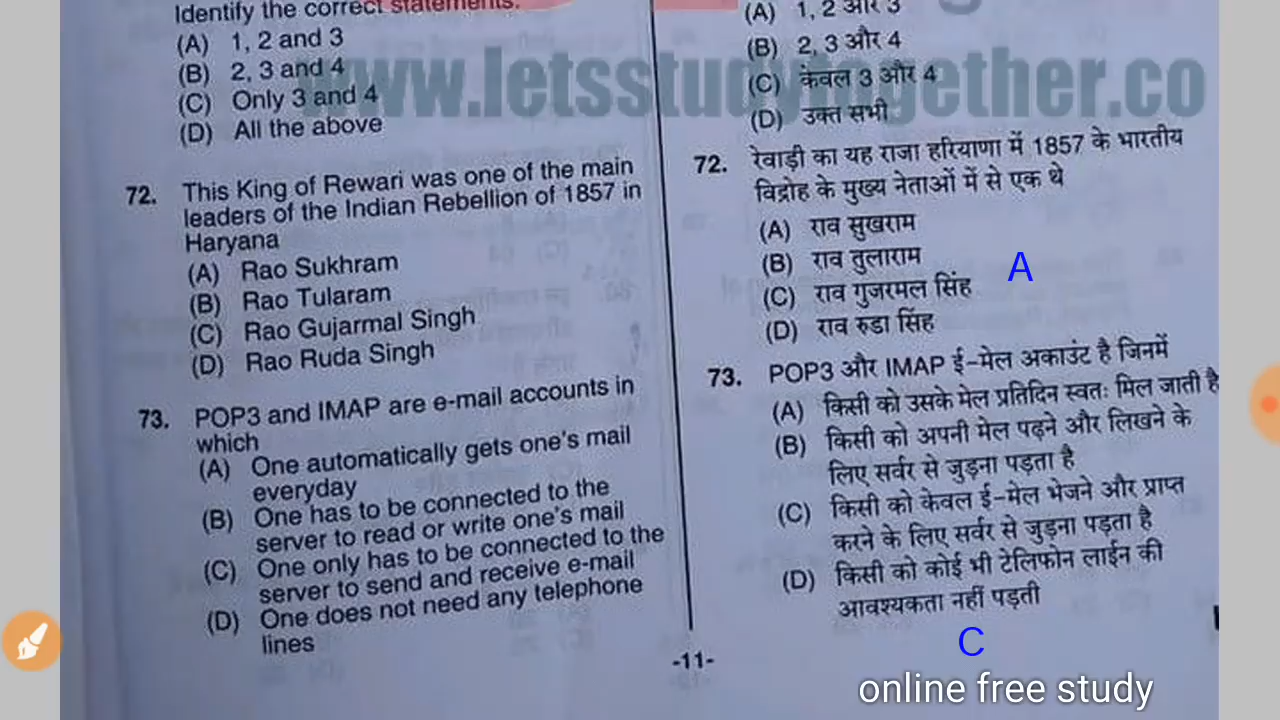 Identify the correct statements.
(A) 1, 2 and 3
(B) 2, 3 and 4
(C) Only 3 and 4
(D) All the above
72. This King of Rewari was one of the main
leaders of the Indian Rebellion of 1857 in
Haryana
(A) Rao Sukhram
(B) Rao Tularam
(C) Rao Gujarmal Singh
(D) Rao Ruda Singh
73. POP3 and IMAP are e-mail accounts in
which
(A) One automatically gets one's mail
everyday
(B) One has to be connected to the
server to read or write one's mail
(C) One only has to be connected to the
server to send and receive e-mail
(D) One does not need any telephone
lines
(A) 1, 2 और 3
(B) 2, 3 और 4
(C) केवल 3 और 4
(D) उक्त सभी
72. रेवाड़ी का यह राजा हरियाणा में 1857 के भारतीय
विद्रोह के मुख्य नेताओं में से एक थे
(A) राव सुखराम
(B) राव तुलाराम
(C) राव गुजरमल सिंह
(D) राव रुडा सिंह
A
73. POP3 और IMAP ई-मेल अकाउंट है जिनमें
(A) किसी को उसके मेल प्रतिदिन स्वतः मिल जाती है
(B) किसी को अपनी मेल पढ़ने और लिखने के
लिए सर्वर से जुड़ना पड़ता है
(C) किसी को केवल ई-मेल भेजने और प्राप्त
करने के लिए सर्वर से जुड़ना पड़ता है
(D) किसी को कोई भी टेलिफोन लाईन की
आवश्यकता नहीं पड़ती
C
-11-
www.letsstudytogether.co
online free study